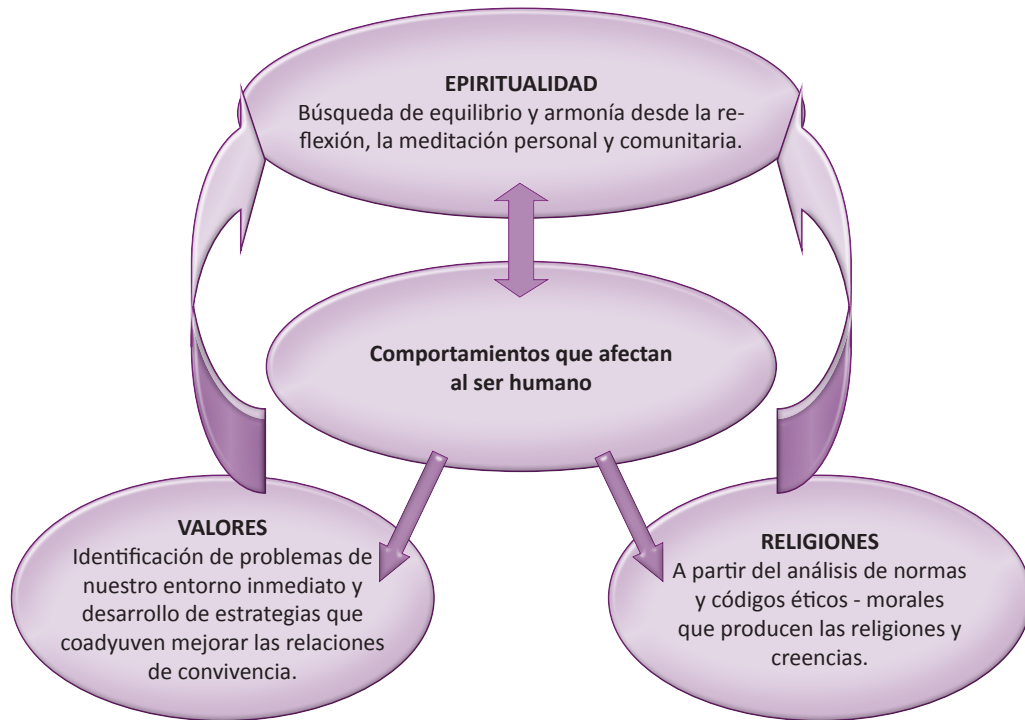 EPIRITUALIDAD
Búsqueda de equilibrio y armonía desde la re-
flexión, la meditación personal y comunitaria.
Comportamientos que afectan
al ser humano
VALORES
Identificación de problemas de
nuestro entorno inmediato y
desarrollo de estrategias que
coadyuven mejorar las relaciones
de convivencia.
RELIGIONES
A partir del análisis de normas
y códigos éticos - morales
que producen las religiones y
creencias.